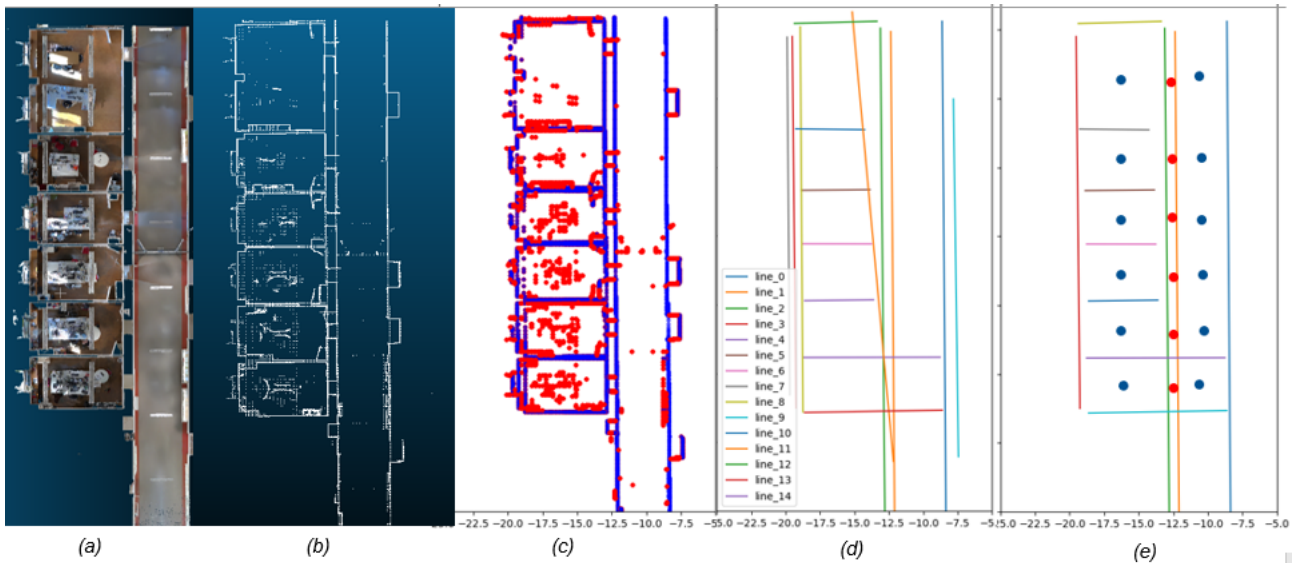 line_0
line_1
line_2
line_3
line_4
line_5
line_6
line_7
line_8
line_9
line_10
line_11
line_12
line_13
line_14
−22.5 −20.0 −17.5 −15.0 −12.5 −10.0 −7.5 −5
5.0 −22.5 −20.0 −17.5 −15.0 −12.5 −10.0 −7.5 −5
5.0 −22.5 −20.0 −17.5 −15.0 −12.5 −10.0 −7.5 −5.0
(a) (b) (c) (d) (e)